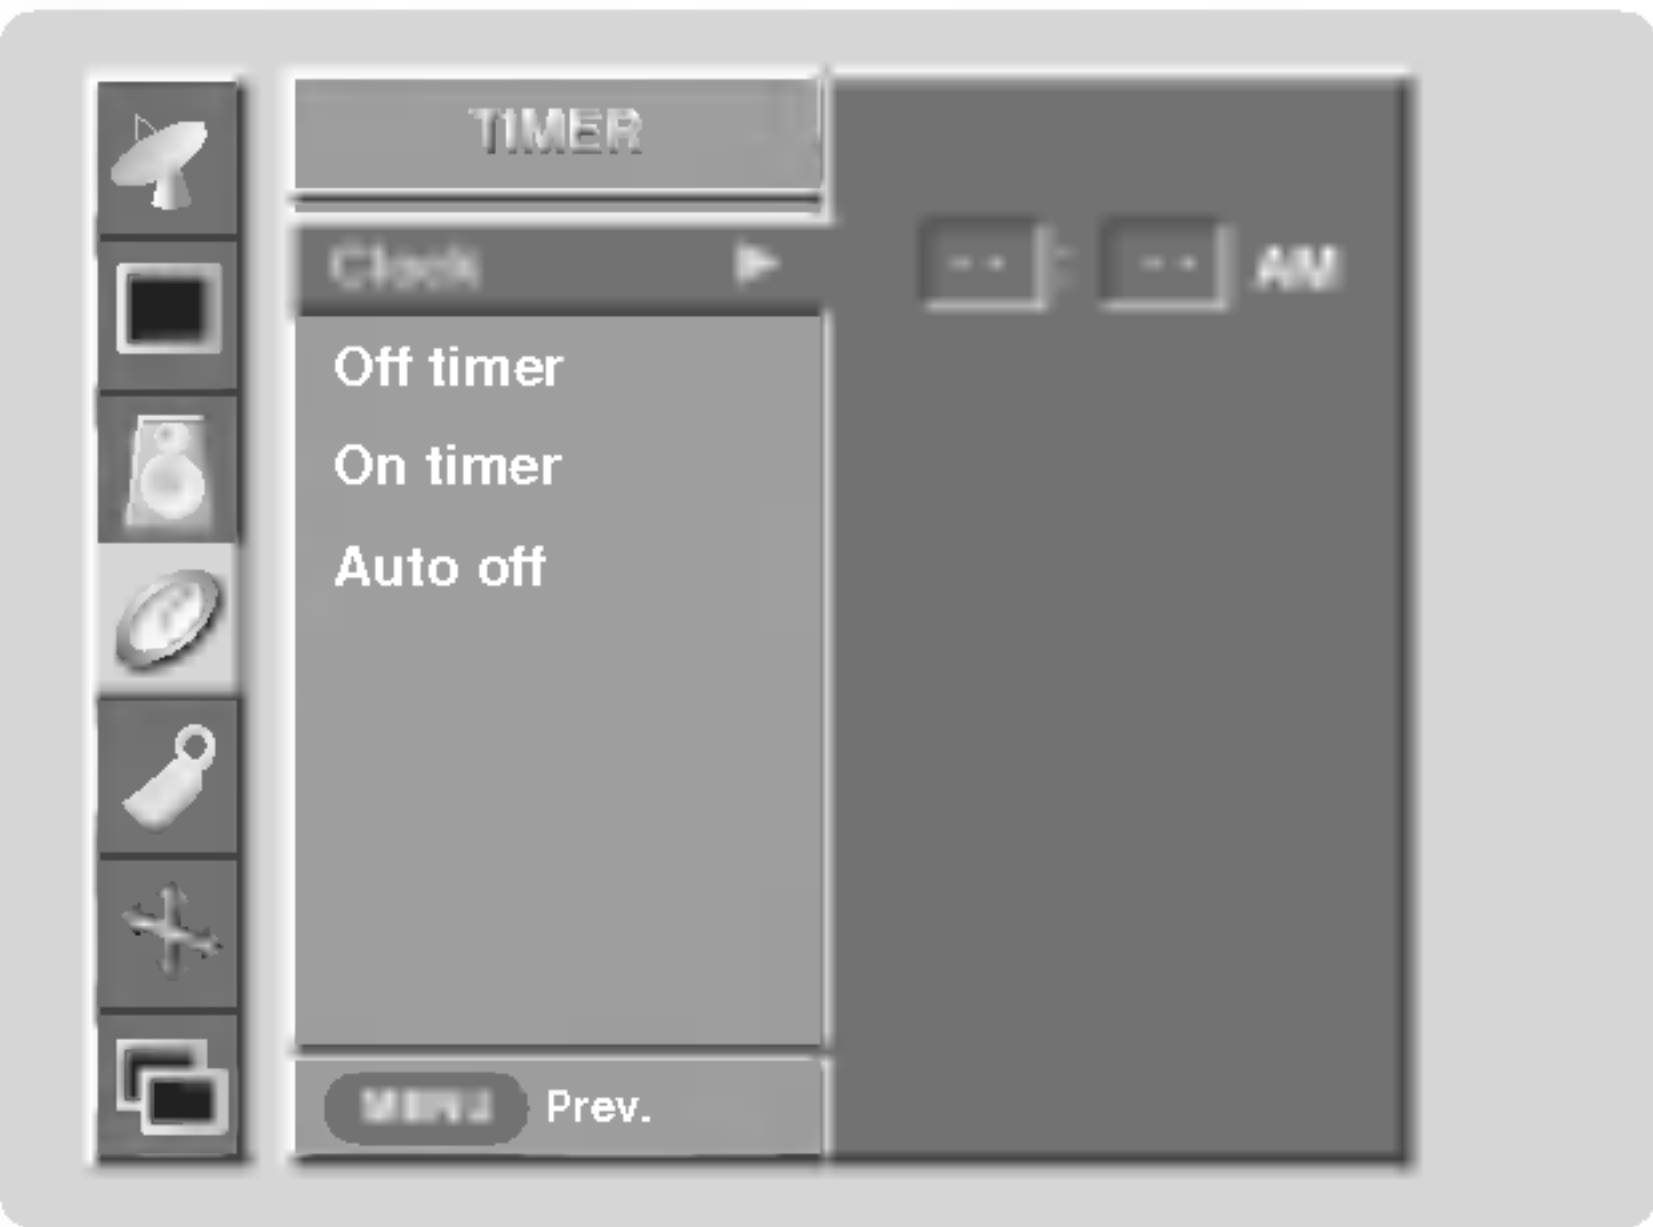 TIMER
Clock
-- : -- AM
Off timer
On timer
Auto off
MENU Prev.